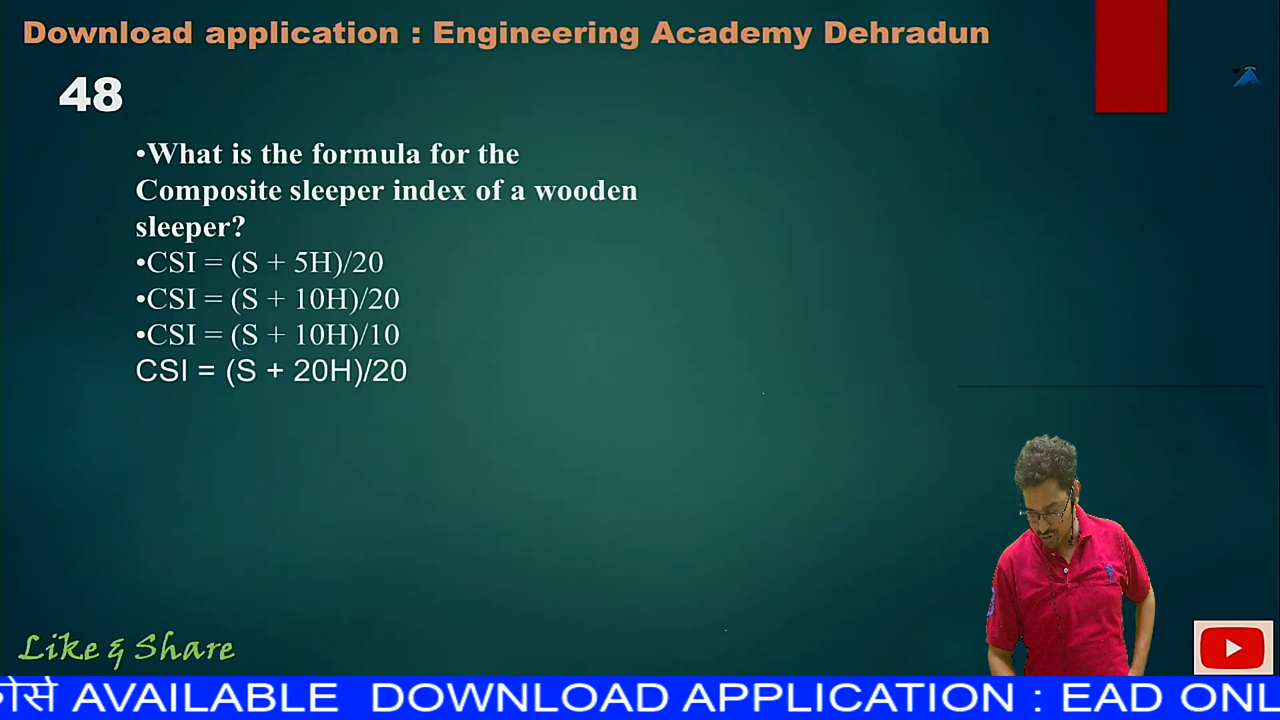 Download application : Engineering Academy Dehradun
48
•What is the formula for the
Composite sleeper index of a wooden
sleeper?
•CSI = (S + 5H)/20
•CSI = (S + 10H)/20
•CSI = (S + 10H)/10
CSI = (S + 20H)/20
Like & Share
कोर्स AVAILABLE DOWNLOAD APPLICATION : EAD ONL